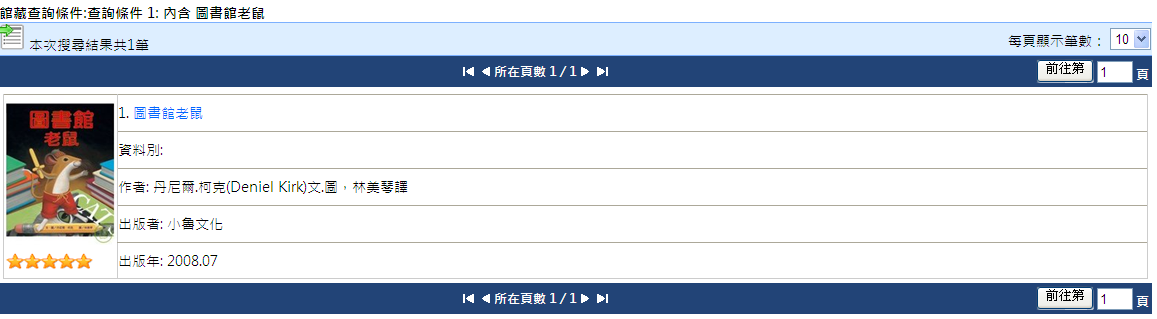 館藏查詢條件:查詢條件 1: 內含 圖書館老鼠
本次搜尋結果共1筆
每頁顯示筆數： 10
所在頁數 1 / 1
前往第 1 頁
圖書館
老鼠
CAT
1. 圖書館老鼠
資料別:
作者: 丹尼爾.柯克(Deniel Kirk)文.圖，林美琴譯
出版者: 小魯文化
出版年: 2008.07
所在頁數 1 / 1
前往第 1 頁